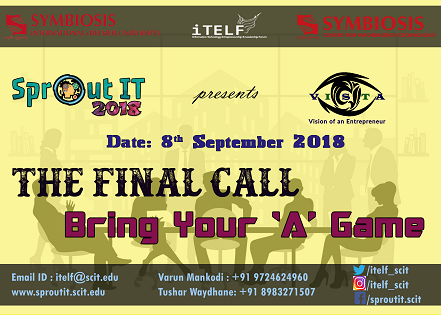 SYMBIOSIS
iTELF
SYMBIOSIS
Sprout IT
2018
presents
VISTA
Vision of an Entrepreneur
Date: 8th September 2018
THE FINAL CALL
Bring Your 'A' Game
Email ID : itelf@scit.edu
www.sproutit.scit.edu
Varun Mankodi : +91 9724624960
Tushar Waydhane: +91 8983271507
/itelf_scit
/itelf_scit
/sproutit.scit